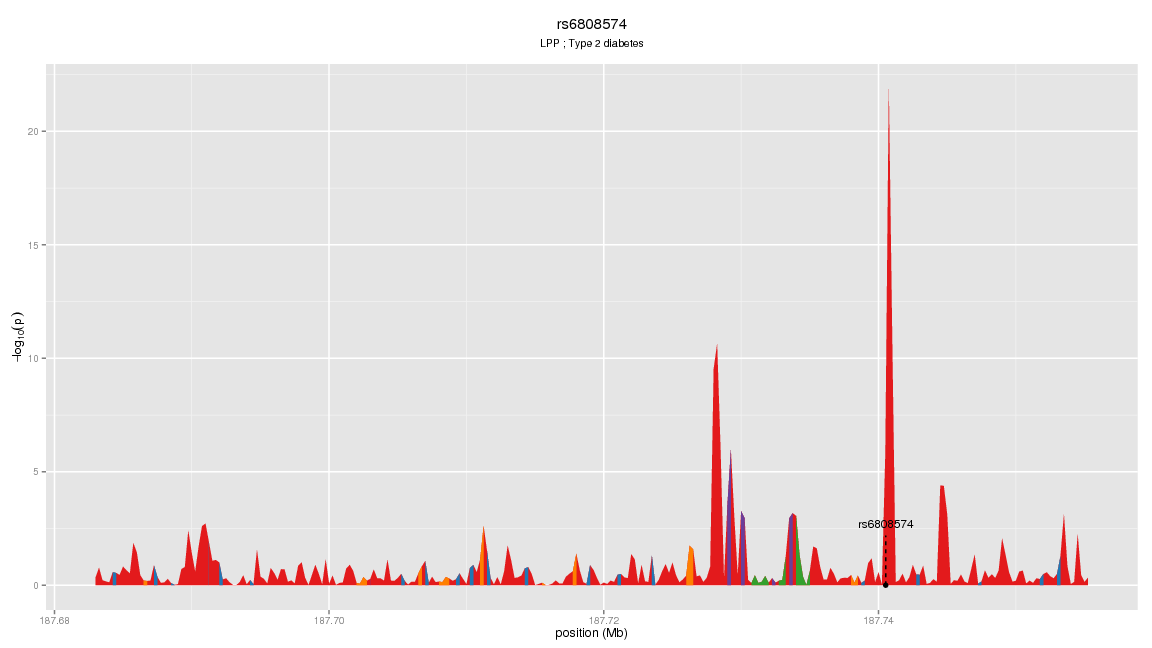 rs6808574
LPP ; Type 2 diabetes
−log10(p)
20
15
10
5
0
rs6808574
187.68
187.70
187.72
187.74
position (Mb)